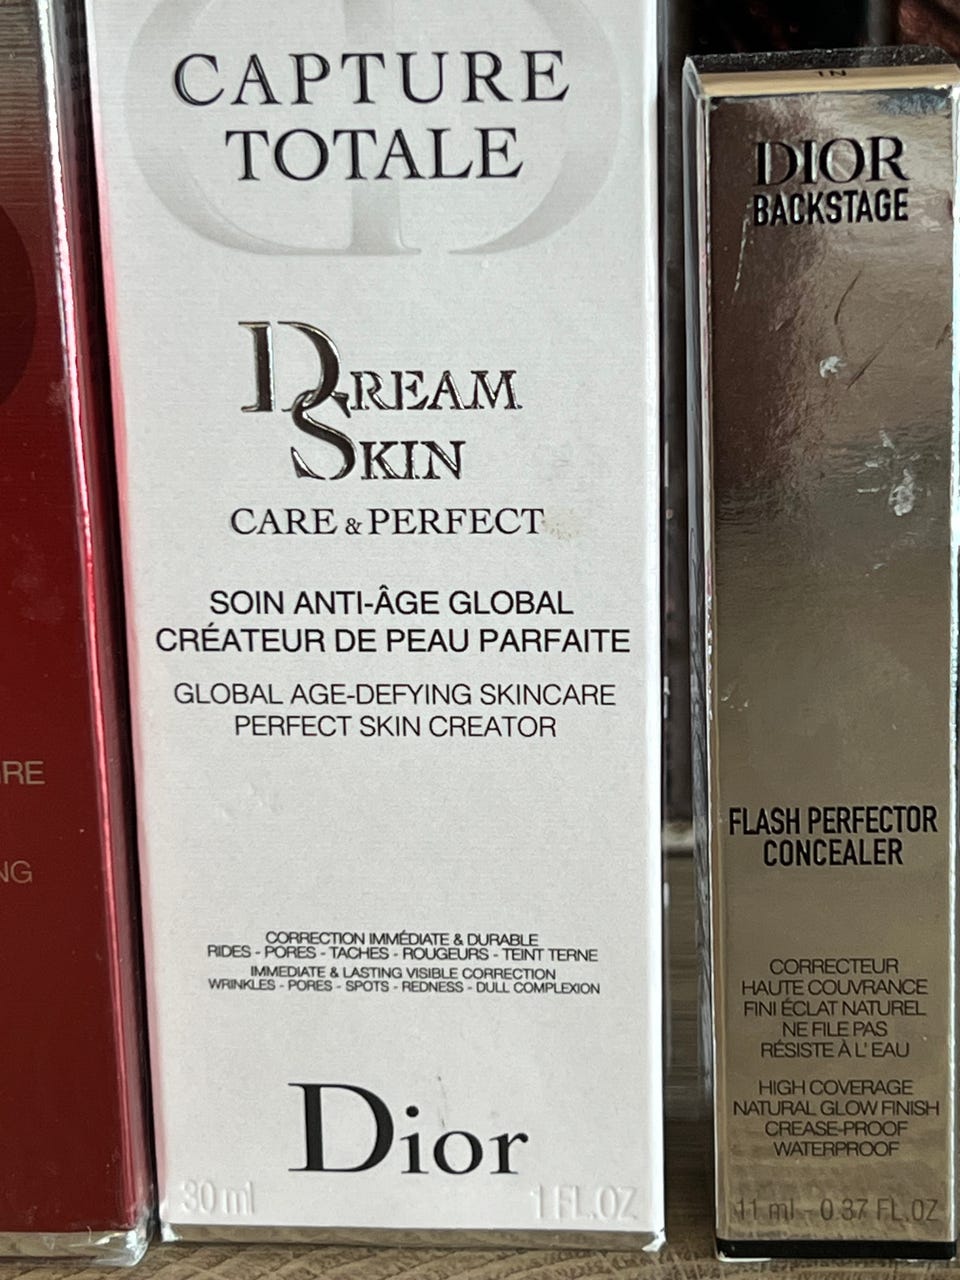 RE
NG
CAPTURE
TOTALE
DREAM
SKIN
CARE & PERFECT
SOIN ANTI-ÂGE GLOBAL
CRÉATEUR DE PEAU PARFAITE
GLOBAL AGE-DEFYING SKINCARE
PERFECT SKIN CREATOR
CORRECTION IMMÉDIATE & DURABLE
RIDES - PORES - TACHES - ROUGEURS - TEINT TERNE
IMMEDIATE & LASTING VISIBLE CORRECTION
WRINKLES - PORES - SPOTS - REDNESS - DULL COMPLEXION
Dior
30 ml 1 FL.OZ
1N
DIOR
BACKSTAGE
FLASH PERFECTOR
CONCEALER
CORRECTEUR
HAUTE COUVRANCE
FINI ÉCLAT NATUREL
NE FILE PAS
RÉSISTE À L'EAU
HIGH COVERAGE
NATURAL GLOW FINISH
CREASE-PROOF
WATERPROOF
11 ml - 0.37 FL.OZ